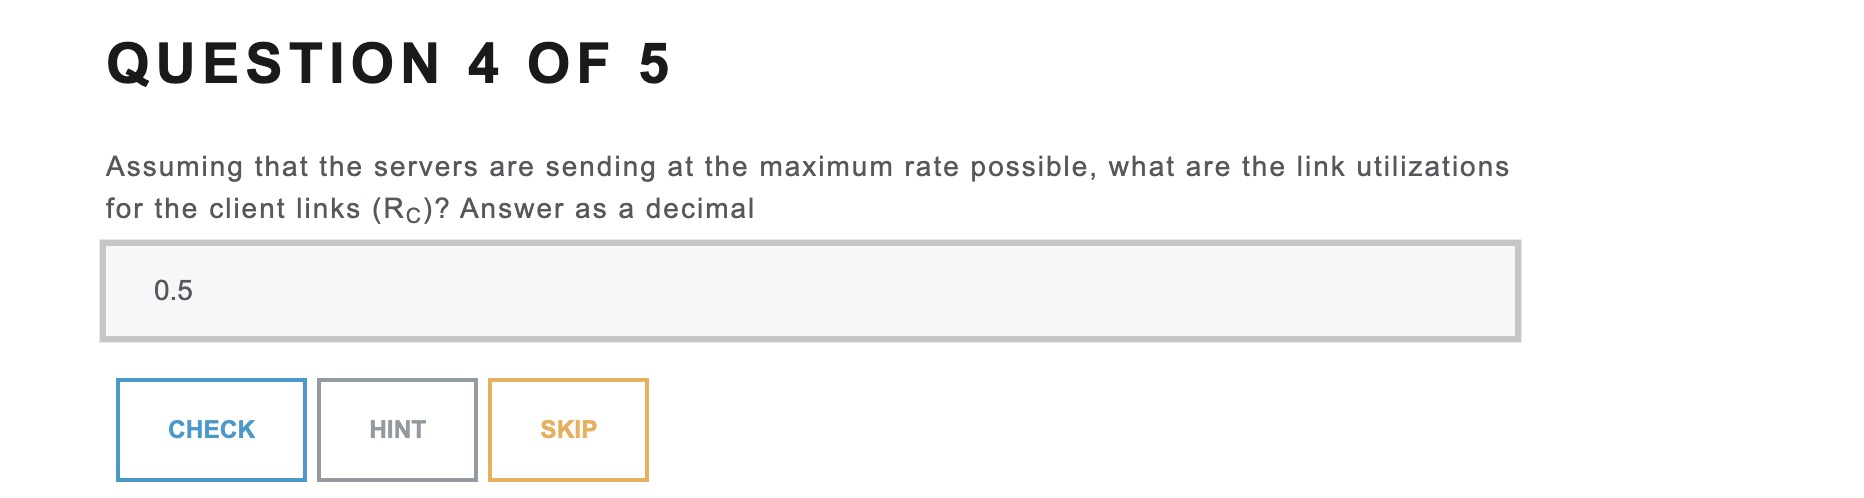 QUESTION 4 OF 5
Assuming that the servers are sending at the maximum rate possible, what are the link utilizations
for the client links (RC)? Answer as a decimal
0.5
CHECK HINT SKIP